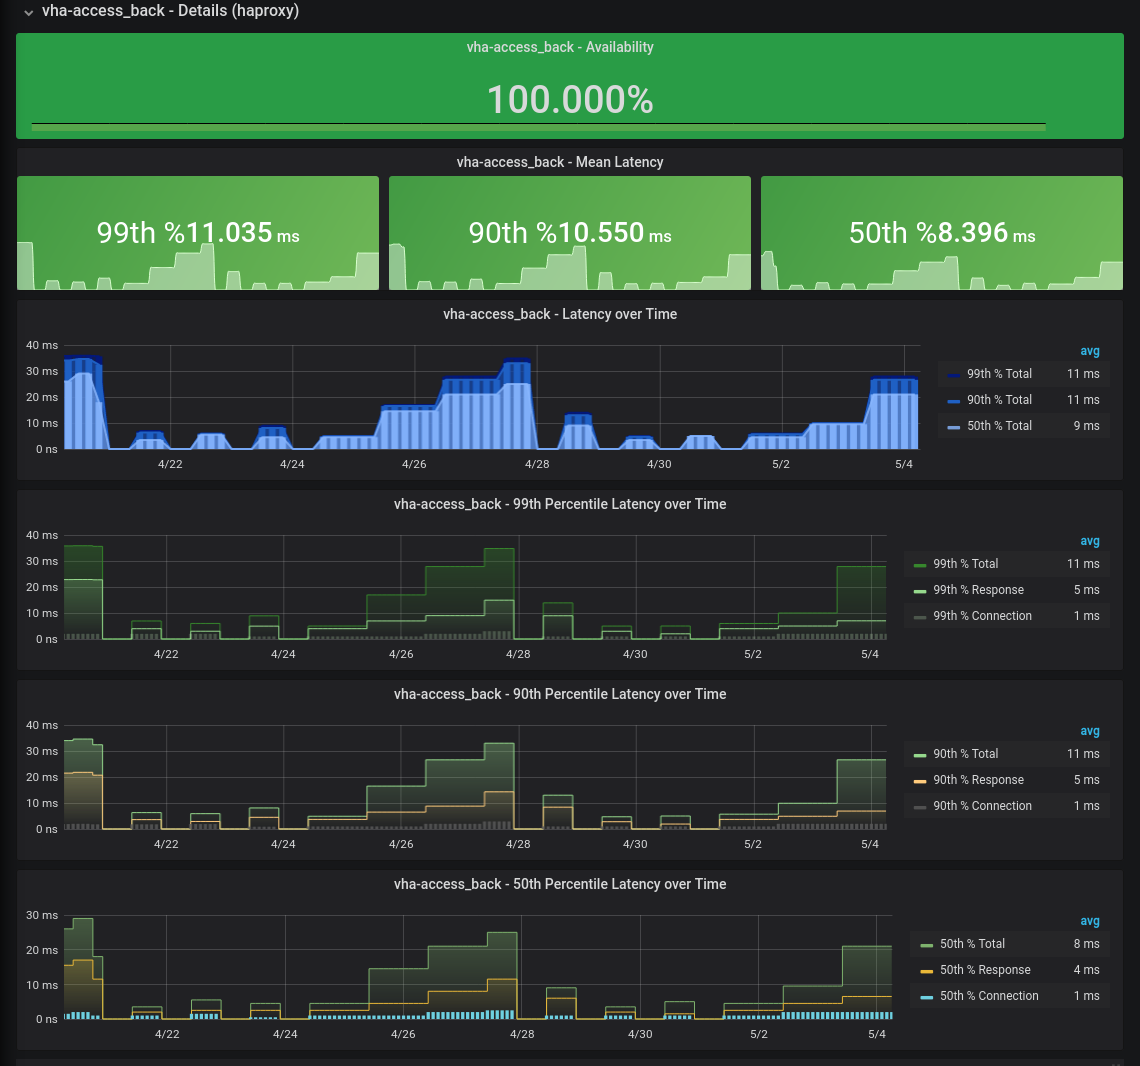 vha-access_back - Details (haproxy)
vha-access_back - Availability
100.000%
vha-access_back - Mean Latency
99th %11.035 ms
90th %10.550 ms
50th %8.396 ms
vha-access_back - Latency over Time
40 ms
30 ms
20 ms
10 ms
0 ns
4/22 4/24 4/26 4/28 4/30 5/2 5/4
avg
99th % Total 11 ms
90th % Total 11 ms
50th % Total 9 ms
vha-access_back - 99th Percentile Latency over Time
40 ms
30 ms
20 ms
10 ms
0 ns
4/22 4/24 4/26 4/28 4/30 5/2 5/4
avg
99th % Total 11 ms
99th % Response 5 ms
99th % Connection 1 ms
vha-access_back - 90th Percentile Latency over Time
40 ms
30 ms
20 ms
10 ms
0 ns
4/22 4/24 4/26 4/28 4/30 5/2 5/4
avg
90th % Total 11 ms
90th % Response 5 ms
90th % Connection 1 ms
vha-access_back - 50th Percentile Latency over Time
30 ms
20 ms
10 ms
0 ns
4/22 4/24 4/26 4/28 4/30 5/2 5/4
avg
50th % Total 8 ms
50th % Response 4 ms
50th % Connection 1 ms